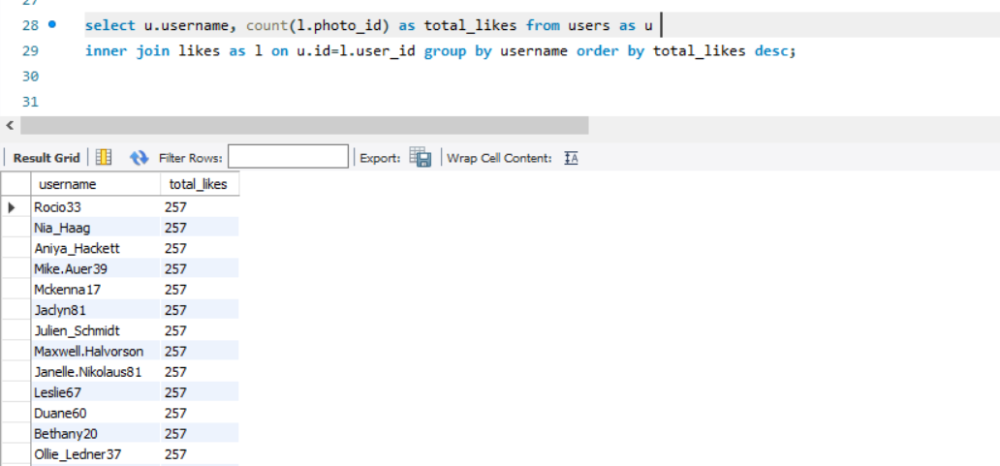 27
28 select u.username, count(l.photo_id) as total_likes from users as u
29 inner join likes as l on u.id=l.user_id group by username order by total_likes desc;
30
31
Result Grid Filter Rows: Export: Wrap Cell Content: IA
username total_likes
Rocio33 257
Nia_Haag 257
Aniya_Hackett 257
Mike.Auer39 257
Mckenna17 257
Jaclyn81 257
Julien_Schmidt 257
Maxwell.Halvorson 257
Janelle.Nikolaus81 257
Leslie67 257
Duane60 257
Bethany20 257
Ollie_Ledner37 257